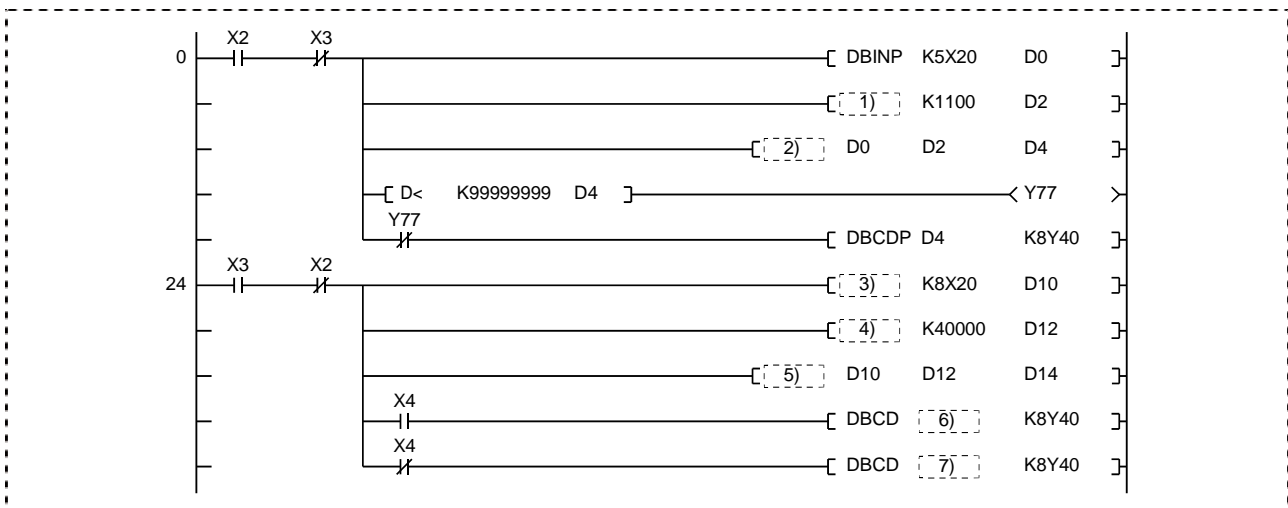 X2 X3
0 DBINP K5X20 D0
1) K1100 D2
2) D0 D2 D4
D< K99999999 D4 Y77
Y77
DBCDP D4 K8Y40
X3 X2
24 3) K8X20 D10
4) K40000 D12
5) D10 D12 D14
X4
DBCD 6) K8Y40
X4
DBCD 7) K8Y40